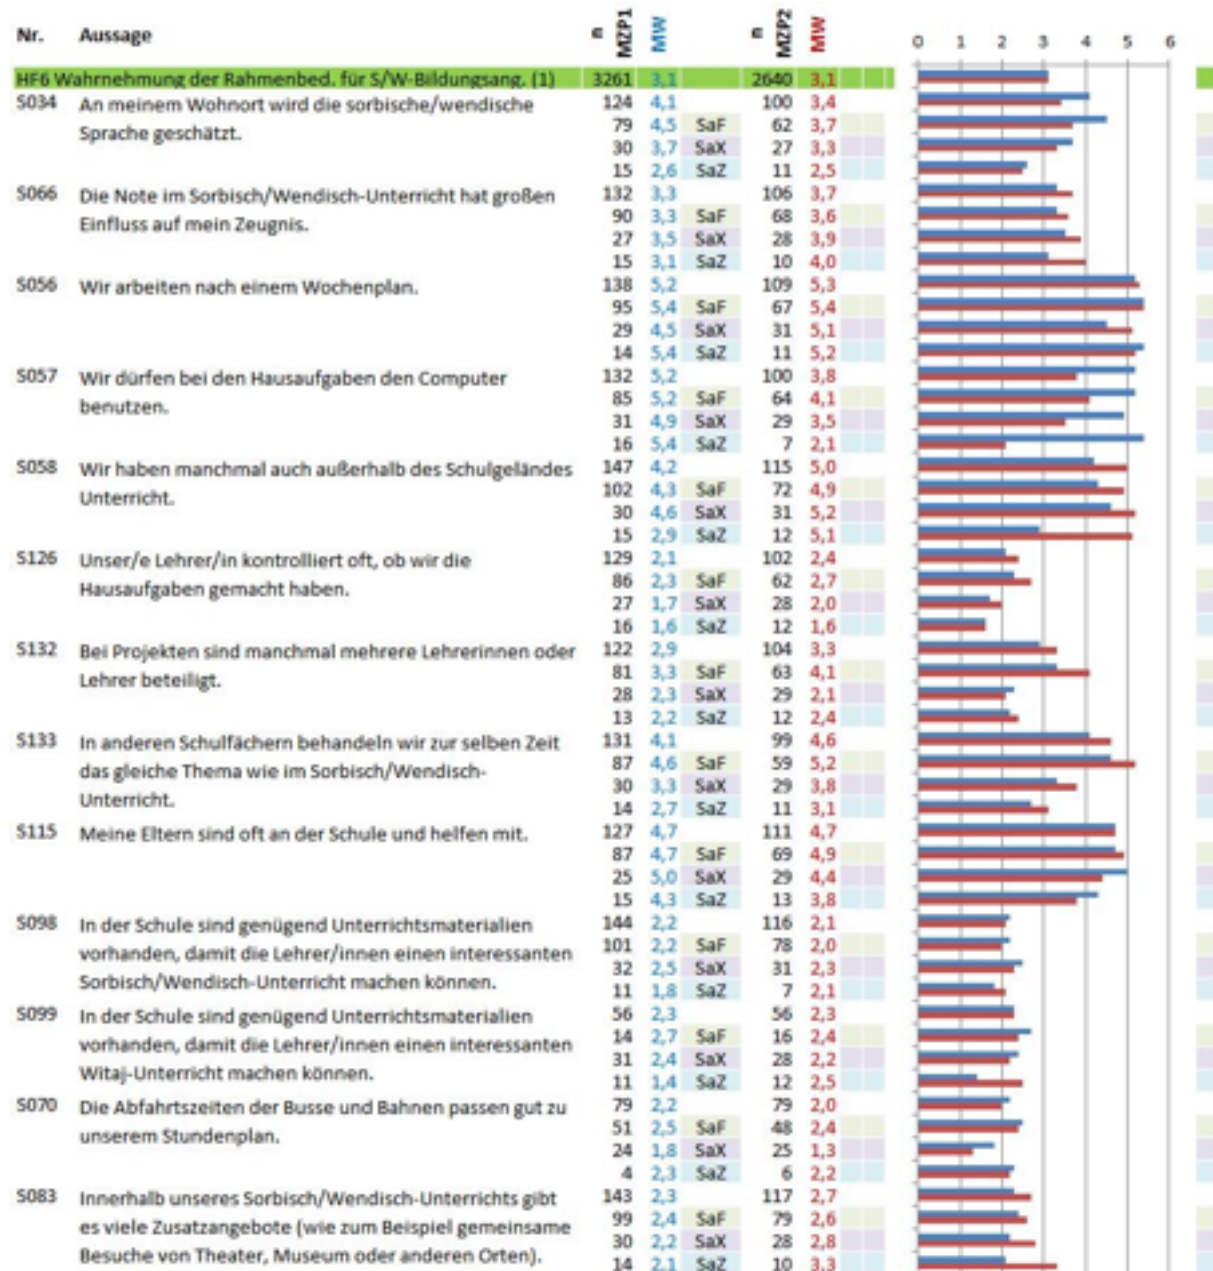 Nr. Aussage n MZP1 MW n MZP2 MW 0 1 2 3 4 5 6
HF6 Wahrnehmung der Rahmenbed. für S/W-Bildungsang. (1) 3261 3,1 2640 3,1
S034 An meinem Wohnort wird die sorbische/wendische 124 4,1 100 3,4
Sprache geschätzt. 79 4,5 SaF 62 3,7
30 3,7 SaX 27 3,3
15 2,6 SaZ 11 2,5
S066 Die Note im Sorbisch/Wendisch-Unterricht hat großen 132 3,3 106 3,7
Einfluss auf mein Zeugnis. 90 3,3 SaF 68 3,6
27 3,5 SaX 28 3,9
15 3,1 SaZ 10 4,0
S056 Wir arbeiten nach einem Wochenplan. 138 5,2 109 5,3
95 5,4 SaF 67 5,4
29 4,5 SaX 31 5,1
14 5,4 SaZ 11 5,2
S057 Wir dürfen bei den Hausaufgaben den Computer 132 5,2 100 3,8
benutzen. 85 5,2 SaF 64 4,1
31 4,9 SaX 29 3,5
16 5,4 SaZ 7 2,1
S058 Wir haben manchmal auch außerhalb des Schulgeländes 147 4,2 115 5,0
Unterricht. 102 4,3 SaF 72 4,9
30 4,6 SaX 31 5,2
15 2,9 SaZ 12 5,1
S126 Unser/e Lehrer/in kontrolliert oft, ob wir die 129 2,1 102 2,4
Hausaufgaben gemacht haben. 86 2,3 SaF 62 2,7
27 1,7 SaX 28 2,0
16 1,6 SaZ 12 1,6
S132 Bei Projekten sind manchmal mehrere Lehrerinnen oder 122 2,9 104 3,3
Lehrer beteiligt. 81 3,3 SaF 63 4,1
28 2,3 SaX 29 2,1
13 2,2 SaZ 12 2,4
S133 In anderen Schulfächern behandeln wir zur selben Zeit 131 4,1 99 4,6
das gleiche Thema wie im Sorbisch/Wendisch- 87 4,6 SaF 59 5,2
Unterricht. 30 3,3 SaX 29 3,8
14 2,7 SaZ 11 3,1
S115 Meine Eltern sind oft an der Schule und helfen mit. 127 4,7 111 4,7
87 4,7 SaF 69 4,9
25 5,0 SaX 29 4,4
15 4,3 SaZ 13 3,8
S098 In der Schule sind genügend Unterrichtsmaterialien 144 2,2 116 2,1
vorhanden, damit die Lehrer/innen einen interessanten 101 2,2 SaF 78 2,0
Sorbisch/Wendisch-Unterricht machen können. 32 2,5 SaX 31 2,3
11 1,8 SaZ 7 2,1
S099 In der Schule sind genügend Unterrichtsmaterialien 56 2,3 56 2,3
vorhanden, damit die Lehrer/innen einen interessanten 14 2,7 SaF 16 2,4
Witaj-Unterricht machen können. 31 2,4 SaX 28 2,2
11 1,4 SaZ 12 2,5
S070 Die Abfahrtszeiten der Busse und Bahnen passen gut zu 79 2,2 79 2,0
unserem Stundenplan. 51 2,5 SaF 48 2,4
24 1,8 SaX 25 1,3
4 2,3 SaZ 6 2,2
S083 Innerhalb unseres Sorbisch/Wendisch-Unterrichts gibt 143 2,3 117 2,7
es viele Zusatzangebote (wie zum Beispiel gemeinsame 99 2,4 SaF 79 2,6
Besuche von Theater, Museum oder anderen Orten). 30 2,2 SaX 28 2,8
14 2,1 SaZ 10 3,3